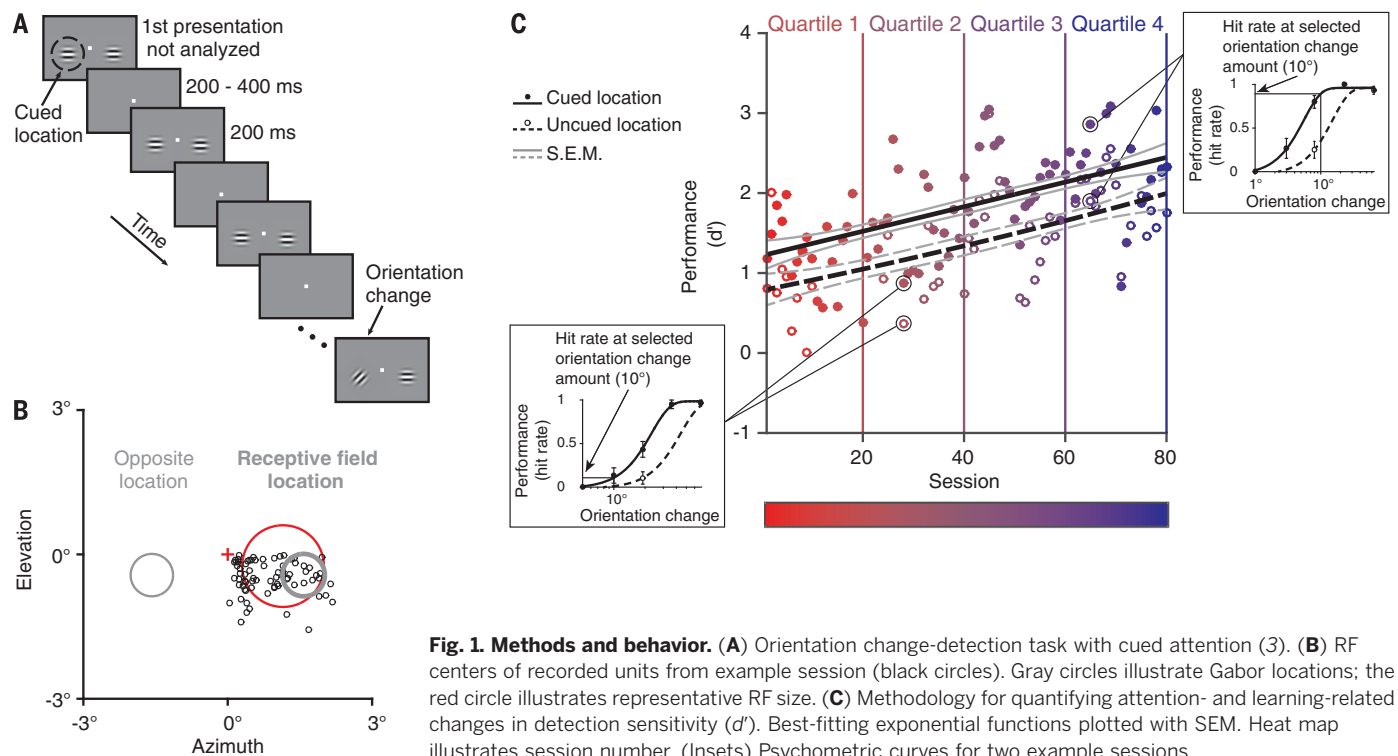 A
1st presentation
not analyzed
200 - 400 ms
Cued
location
200 ms
Time
Orientation
change
B
3°
Opposite
location
Receptive field
location
Elevation
0°
-3°
-3°
0°
3°
Azimuth
C
Cued location
Uncued location
S.E.M.
Quartile 1
Quartile 2
Quartile 3
Quartile 4
4
3
2
1
0
-1
Performance
(d')
20
40
60
80
Session
Hit rate at selected
orientation change
amount (10°)
1
0.5
0
Performance
(hit rate)
10°
Orientation change
Hit rate at selected
orientation change
amount (10°)
1
0.5
0
Performance
(hit rate)
1°
10°
Orientation change
Fig. 1. Methods and behavior. (A) Orientation change-detection task with cued attention (3). (B) RF
centers of recorded units from example session (black circles). Gray circles illustrate Gabor locations; the
red circle illustrates representative RF size. (C) Methodology for quantifying attention- and learning-related
changes in detection sensitivity (d'). Best-fitting exponential functions plotted with SEM. Heat map
illustrates session number. (Insets) Psychometric curves for two example sessions.